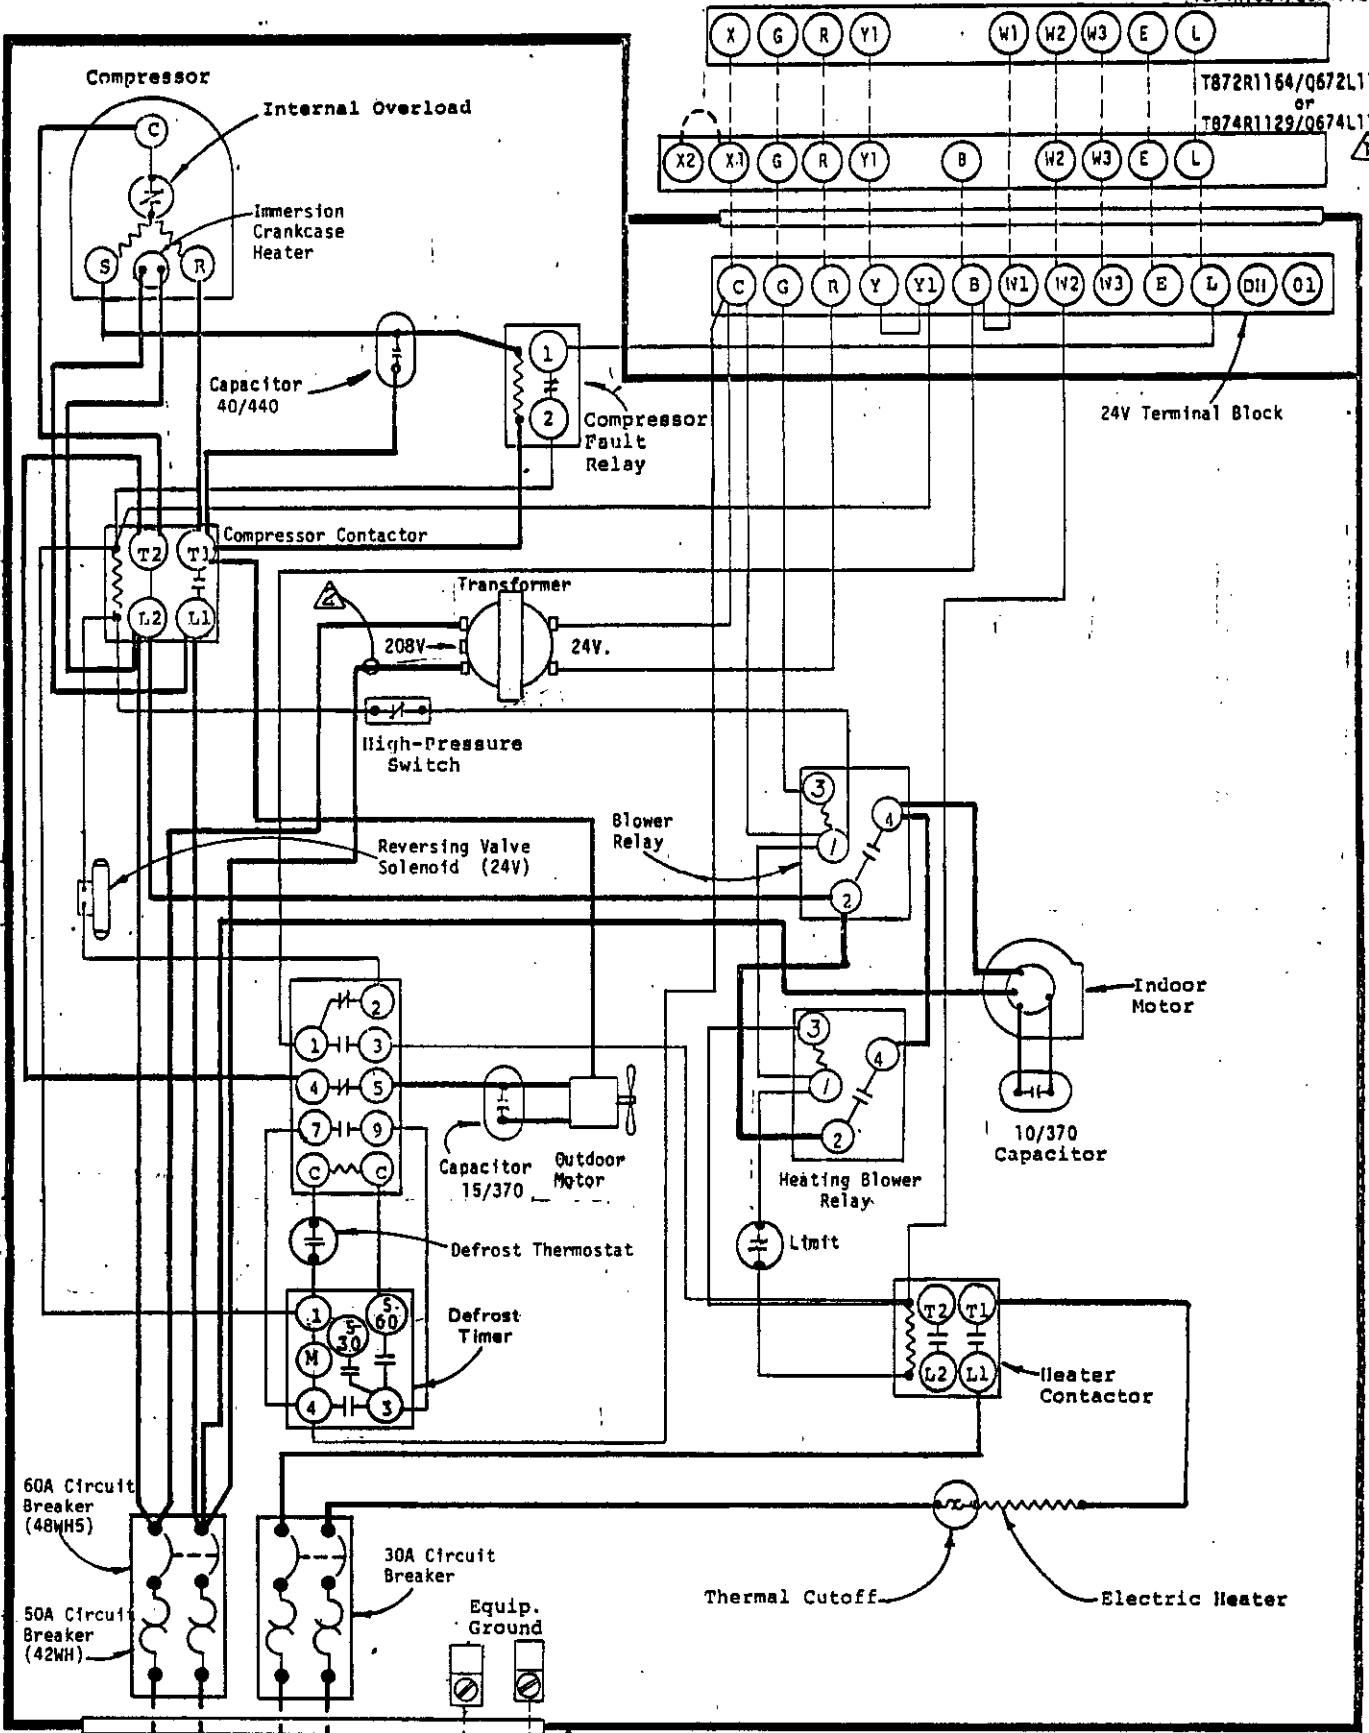 X G R Y1 W1 W2 W3 E L
T872R1164/Q672L1
or
T874R1129/Q674L1
X2 X1 G R Y1 B W2 W3 E L
C G R Y Y1 B W1 W2 W3 E L DH O1
24V Terminal Block
Compressor
Internal Overload
C
Immersion
Crankcase
Heater
S R
Capacitor
40/440
1
2
Compressor
Fault
Relay
Compressor Contactor
T2 T1
L2 L1
Transformer
2
208V
24V.
High-Pressure
Switch
Blower
Relay
3
4
1
2
Reversing Valve
Solenoid (24V)
Indoor
Motor
10/370
Capacitor
3
4
1
2
Heating Blower
Relay
2
1 3
4 5
7 9
C C
Capacitor
15/370
Outdoor
Motor
Defrost Thermostat
Limit
1
S-30
S-60
M
4 3
Defrost
Timer
T2 T1
L2 L1
Heater
Contactor
60A Circuit
Breaker
(48WH5)
50A Circuit
Breaker
(42WH)
30A Circuit
Breaker
Equip.
Ground
Thermal Cutoff
Electric Heater